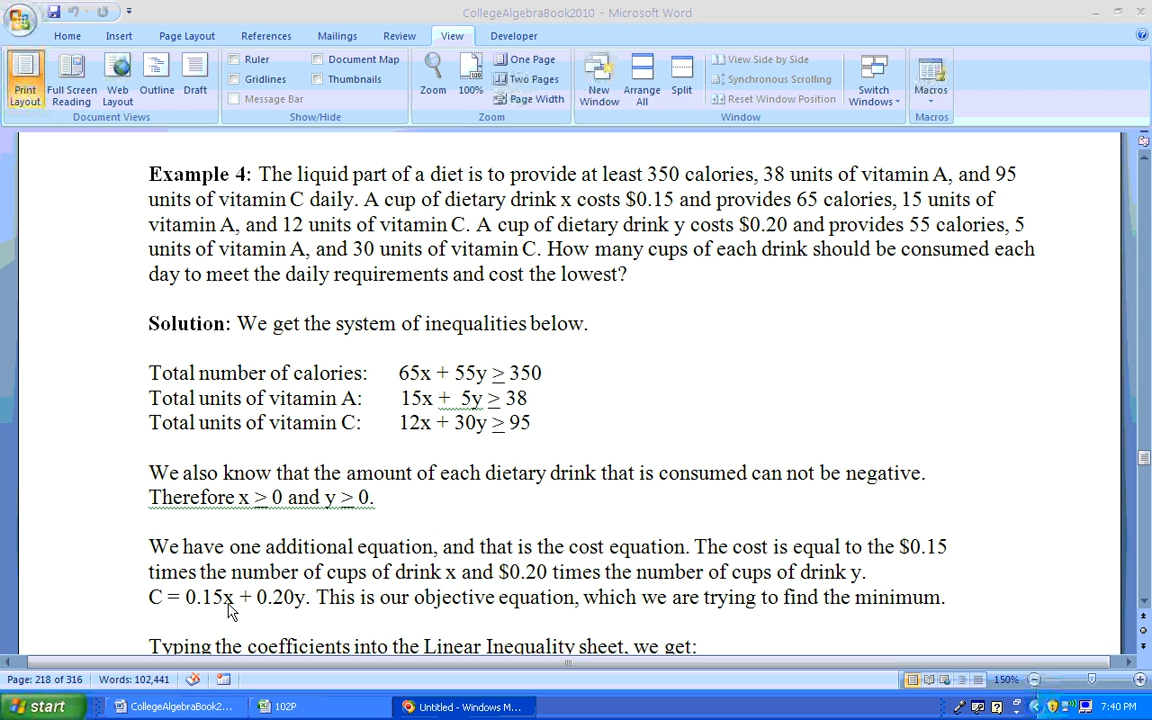 CollegeAlgebraBook2010 - Microsoft Word
Home Insert Page Layout References Mailings Review View Developer
Ruler Document Map One Page View Side by Side
Gridlines Thumbnails Two Pages Synchronous Scrolling
Message Bar Page Width Reset Window Position
Print Layout Full Screen Reading Web Layout Outline Draft Zoom 100% New Window Arrange All Split Switch Windows Macros
Document Views Show/Hide Zoom Window Macros
Example 4: The liquid part of a diet is to provide at least 350 calories, 38 units of vitamin A, and 95
units of vitamin C daily. A cup of dietary drink x costs $0.15 and provides 65 calories, 15 units of
vitamin A, and 12 units of vitamin C. A cup of dietary drink y costs $0.20 and provides 55 calories, 5
units of vitamin A, and 30 units of vitamin C. How many cups of each drink should be consumed each
day to meet the daily requirements and cost the lowest?
Solution: We get the system of inequalities below.
Total number of calories: 65x + 55y ≥ 350
Total units of vitamin A: 15x + 5y ≥ 38
Total units of vitamin C: 12x + 30y ≥ 95
We also know that the amount of each dietary drink that is consumed can not be negative.
Therefore x ≥ 0 and y ≥ 0.
We have one additional equation, and that is the cost equation. The cost is equal to the $0.15
times the number of cups of drink x and $0.20 times the number of cups of drink y.
C = 0.15x + 0.20y. This is our objective equation, which we are trying to find the minimum.
Typing the coefficients into the Linear Inequality sheet, we get:
Page: 218 of 316 Words: 102,441 150%
start CollegeAlgebraBook2... 102P Untitled - Windows M... 7:40 PM